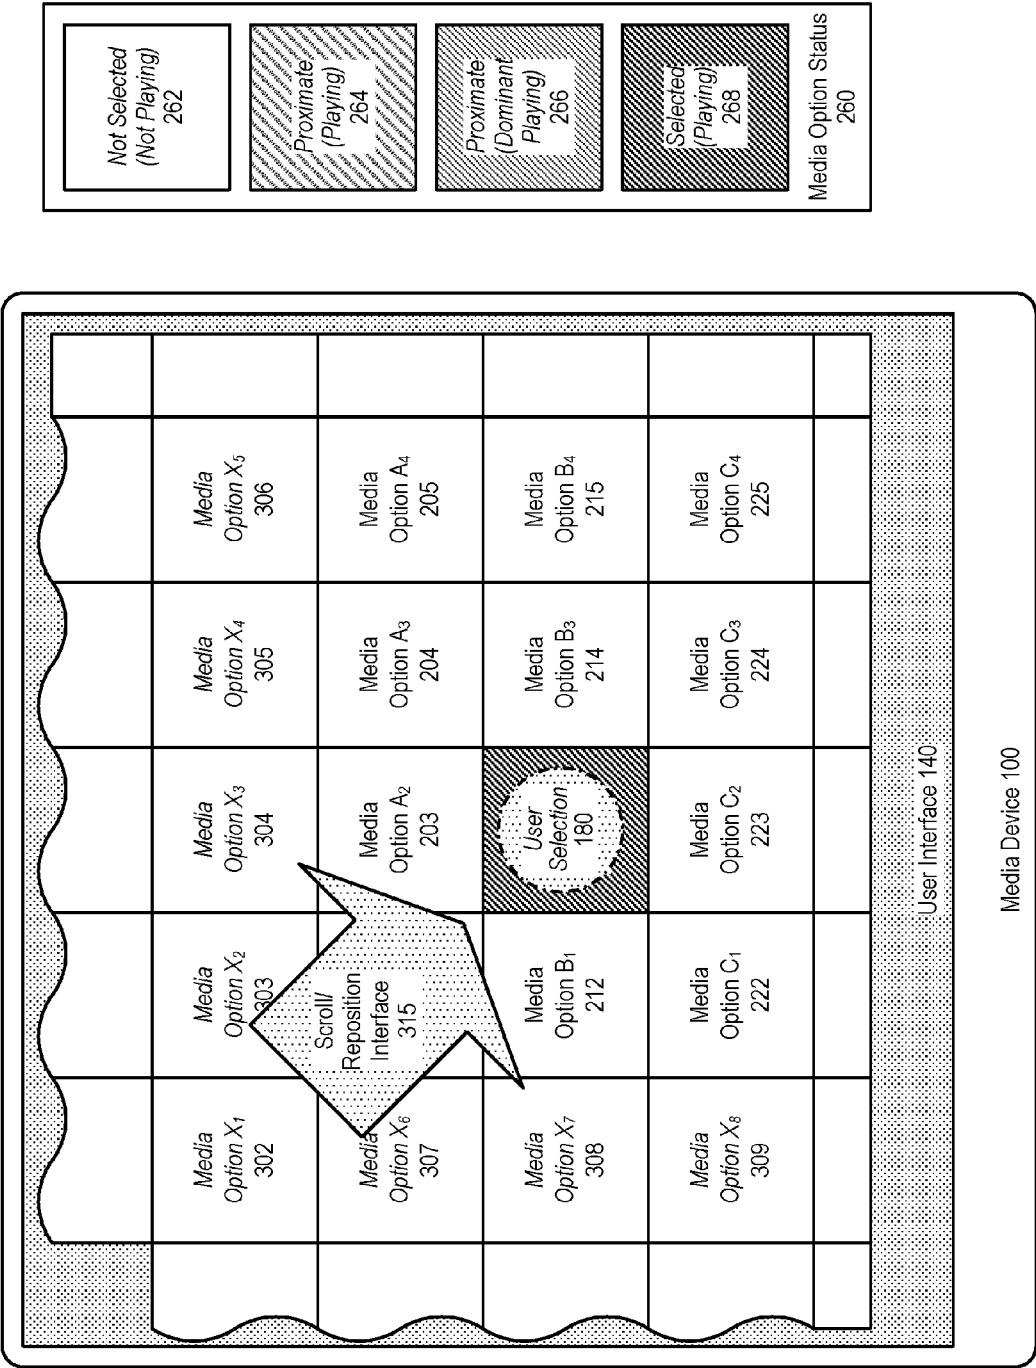 Media
Option X₁
302
Media
Option X₂
303
Media
Option X₃
304
Media
Option X₄
305
Media
Option X₅
306
Media
Option X₆
307
Scroll/
Reposition
Interface
315
Media
Option A₂
203
Media
Option A₃
204
Media
Option A₄
205
Media
Option X₇
308
Media
Option B₁
212
User
Selection
180
Media
Option B₃
214
Media
Option B₄
215
Media
Option X₈
309
Media
Option C₁
222
Media
Option C₂
223
Media
Option C₃
224
Media
Option C₄
225
User Interface 140
Media Device 100
Not Selected
(Not Playing)
262
Proximate
(Playing)
264
Proximate
(Dominant
Playing)
266
Selected
(Playing)
268
Media Option Status
260